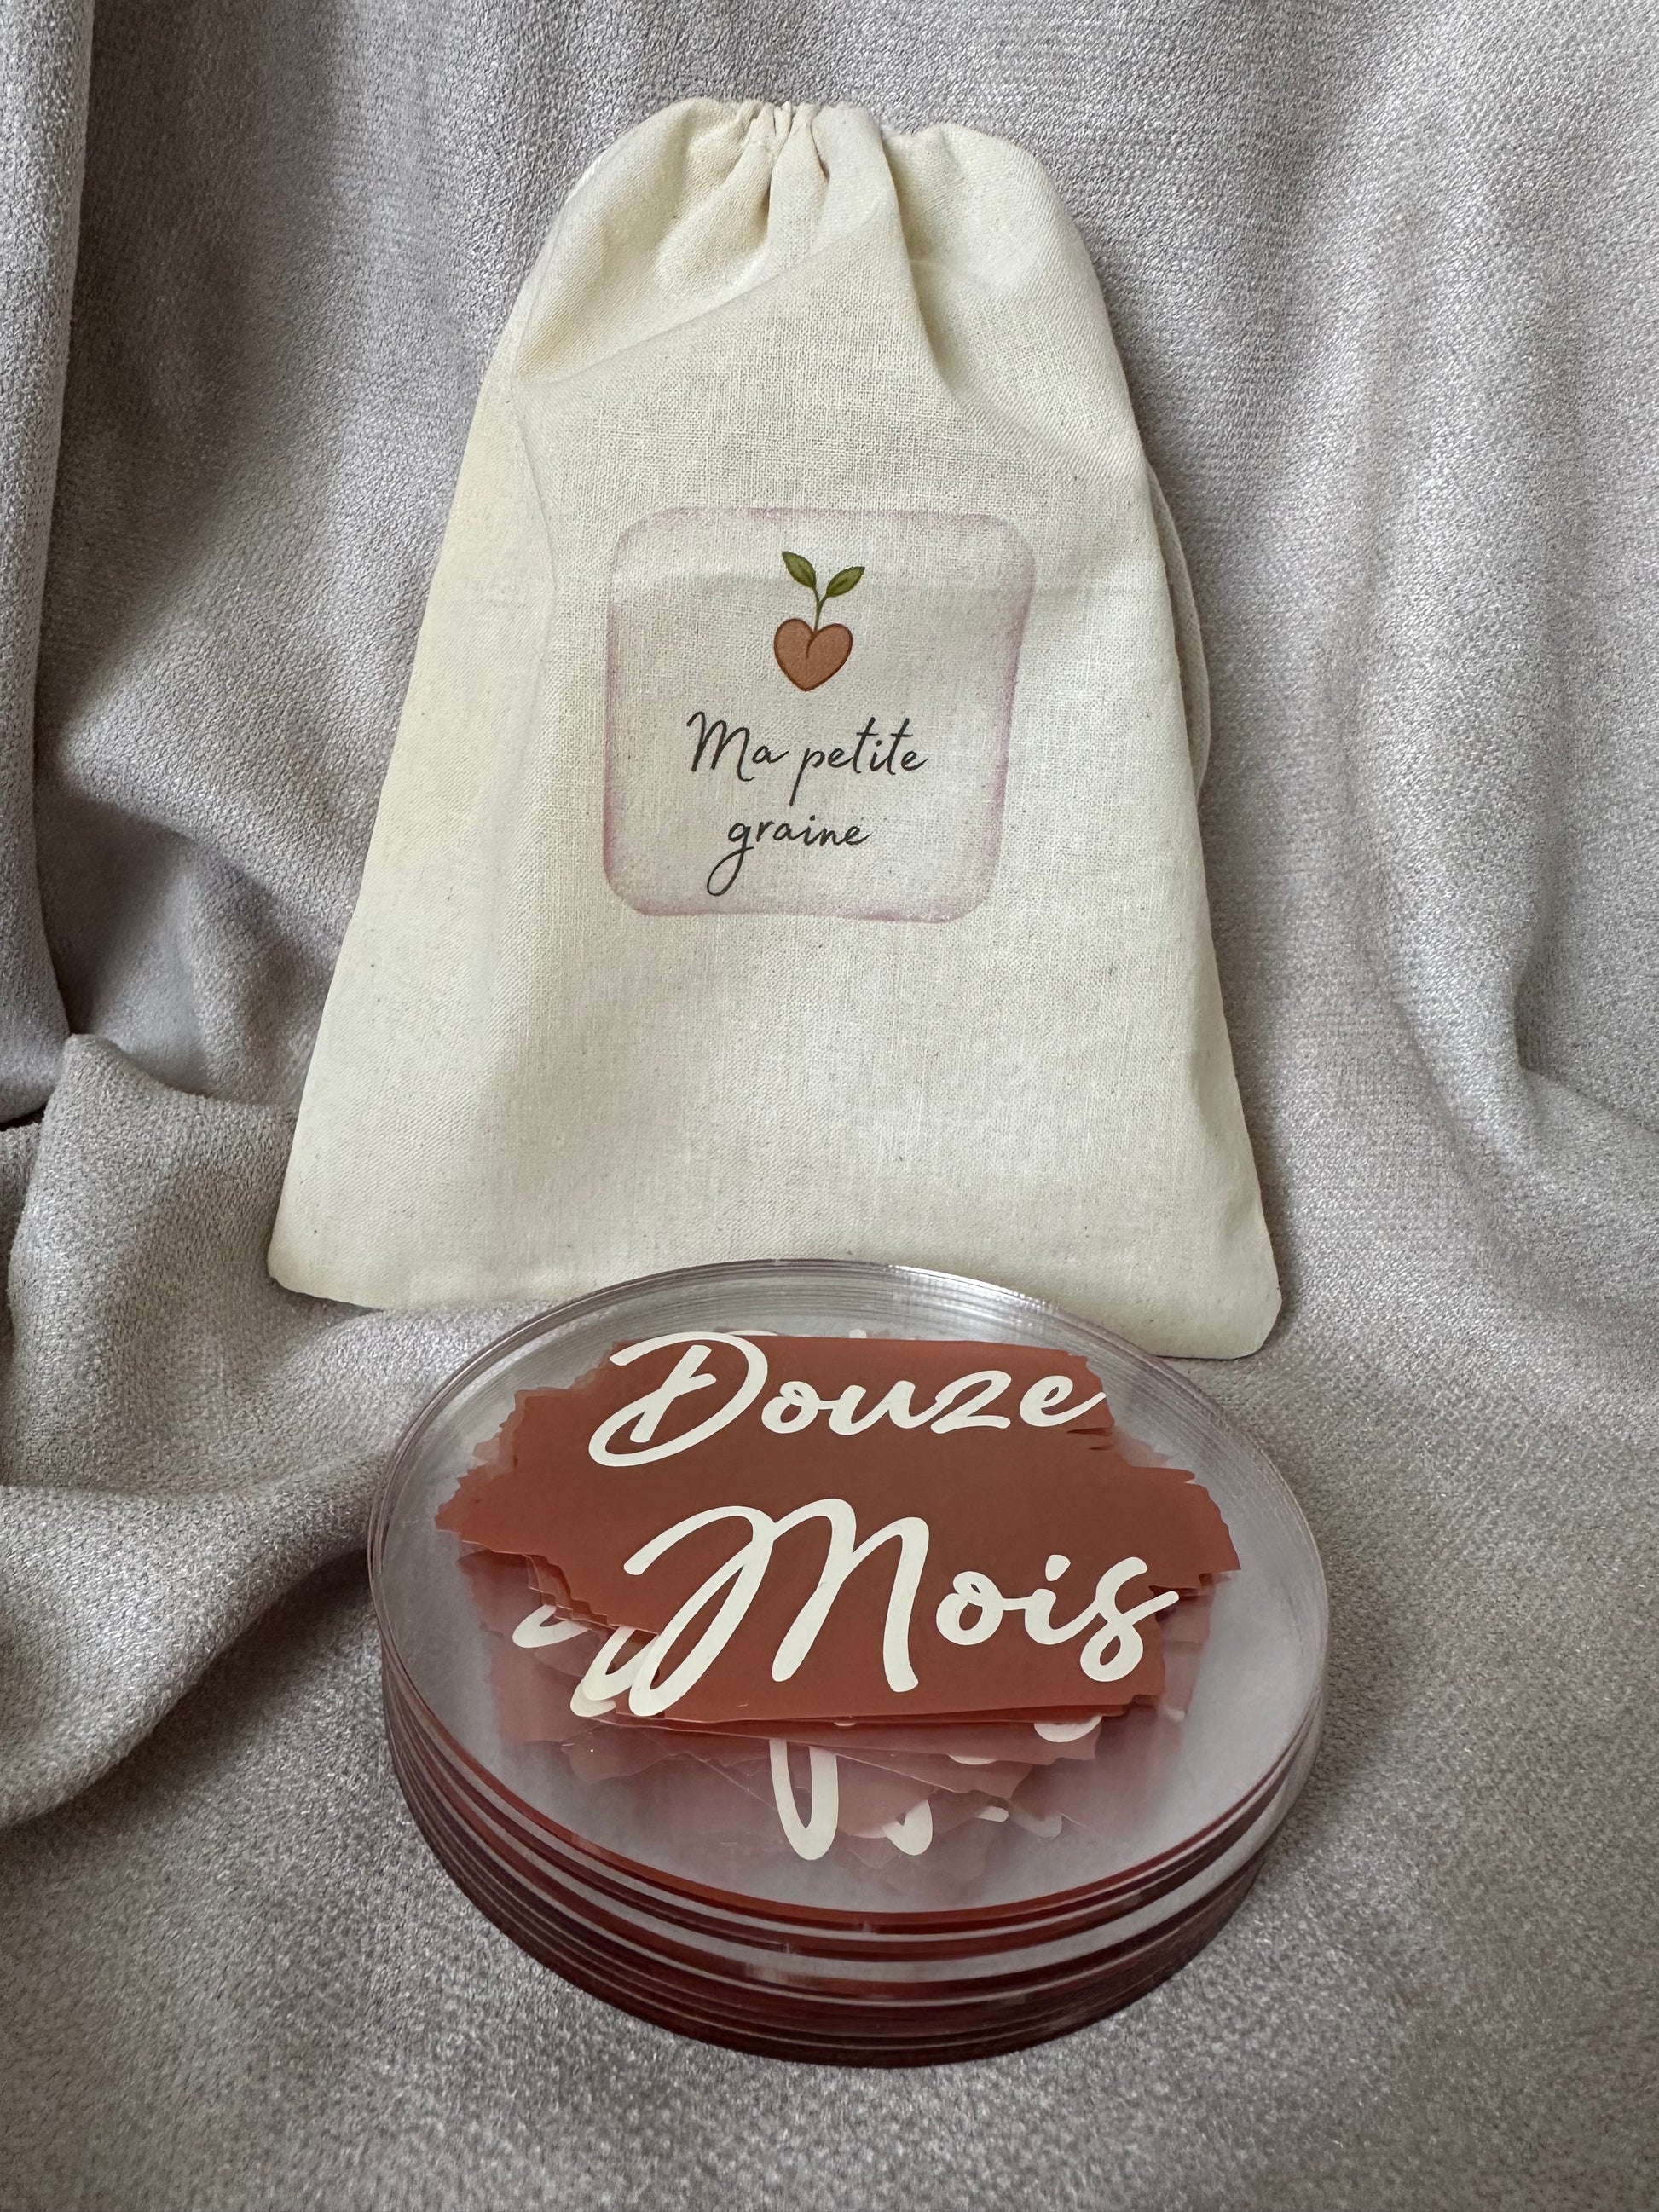 Ma petite
graine
Douze
Mois